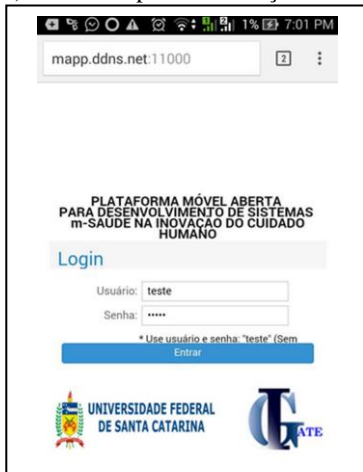 1% 7:01 PM
mapp.ddns.net:11000
2
PLATAFORMA MÓVEL ABERTA
PARA DESENVOLVIMENTO DE SISTEMAS
m-SAÚDE NA INOVAÇÃO DO CUIDADO
HUMANO
Login
Usuário: teste
Senha: •••••
* Use usuário e senha: "teste" (Sem
Entrar
UNIVERSIDADE FEDERAL
DE SANTA CATARINA
GATE